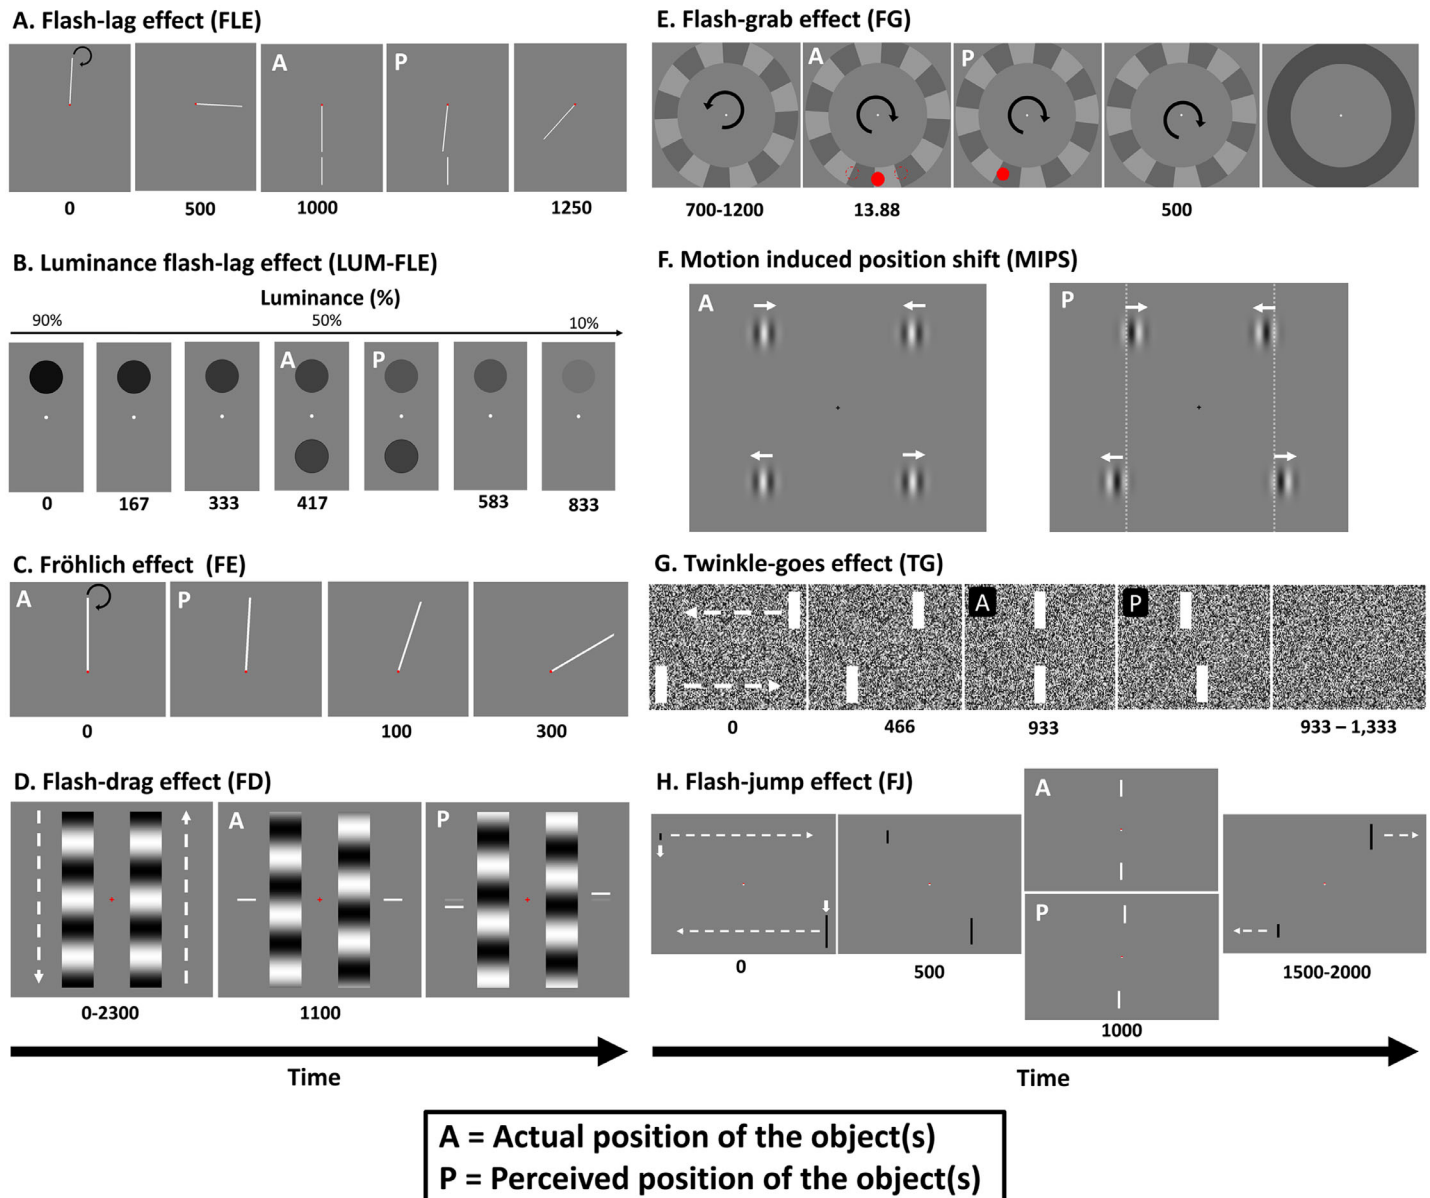 A. Flash-lag effect (FLE)
A P
0 500 1000 1250
B. Luminance flash-lag effect (LUM-FLE)
Luminance (%)
90% 50% 10%
A P
0 167 333 417 583 833
C. Fröhlich effect (FE)
A P
0 100 300
D. Flash-drag effect (FD)
A P
0-2300 1100
Time
E. Flash-grab effect (FG)
A P
700-1200 13.88 500
F. Motion induced position shift (MIPS)
A P
G. Twinkle-goes effect (TG)
A P
0 466 933 933 – 1,333
H. Flash-jump effect (FJ)
A
P
0 500 1000 1500-2000
Time
A = Actual position of the object(s)
P = Perceived position of the object(s)